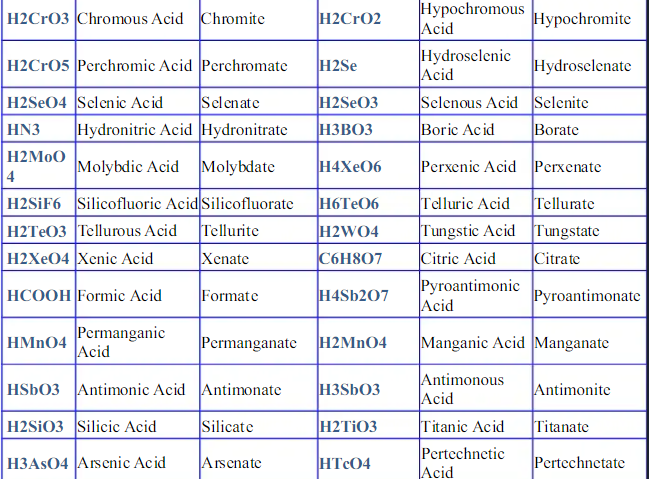 H2CrO3 Chromous Acid Chromite H2CrO2 Hypochromous Acid Hypochromite
H2CrO5 Perchromic Acid Perchromate H2Se Hydroselenic Acid Hydroselenate
H2SeO4 Selenic Acid Selenate H2SeO3 Selenous Acid Selenite
HN3 Hydronitric Acid Hydronitrate H3BO3 Boric Acid Borate
H2MoO4 Molybdic Acid Molybdate H4XeO6 Perxenic Acid Perxenate
H2SiF6 Silicofluoric Acid Silicofluorate H6TeO6 Telluric Acid Tellurate
H2TeO3 Tellurous Acid Tellurite H2WO4 Tungstic Acid Tungstate
H2XeO4 Xenic Acid Xenate C6H8O7 Citric Acid Citrate
HCOOH Formic Acid Formate H4Sb2O7 Pyroantimonic Acid Pyroantimonate
HMnO4 Permanganic Acid Permanganate H2MnO4 Manganic Acid Manganate
HSbO3 Antimonic Acid Antimonate H3SbO3 Antimonous Acid Antimonite
H2SiO3 Silicic Acid Silicate H2TiO3 Titanic Acid Titanate
H3AsO4 Arsenic Acid Arsenate HTcO4 Pertechnetic Acid Pertechnetate